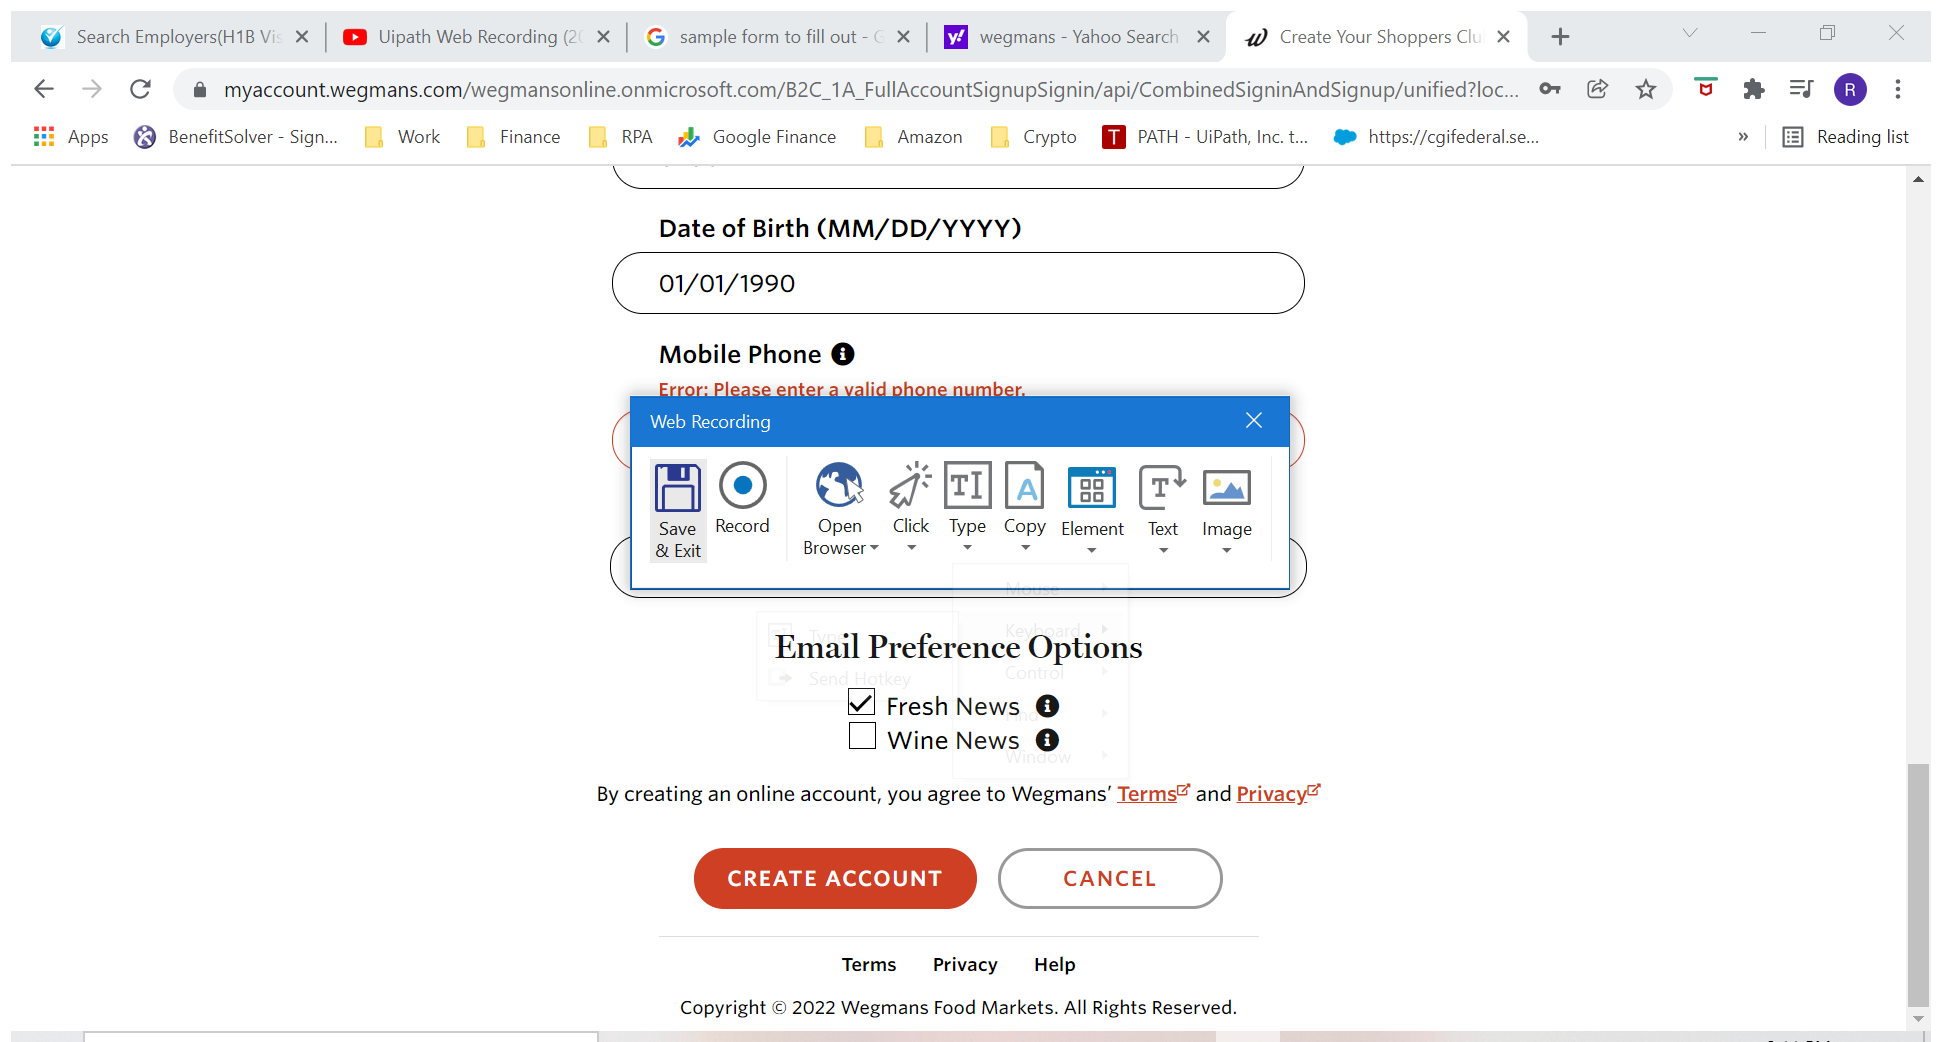 Search Employers(H1B Vis
Uipath Web Recording (20
sample form to fill out - G
wegmans - Yahoo Search
Create Your Shoppers Clu
myaccount.wegmans.com/wegmansonline.onmicrosoft.com/B2C_1A_FullAccountSignupSignin/api/CombinedSigninAndSignup/unified?loc...
R
Apps
BenefitSolver - Sign...
Work
Finance
RPA
Google Finance
Amazon
Crypto
T
PATH - UiPath, Inc. t...
https://cgifederal.se...
»
Reading list
Date of Birth (MM/DD/YYYY)
01/01/1990
Mobile Phone
Error: Please enter a valid phone number.
Web Recording
Save & Exit
Record
Open Browser
Click
Type
Copy
Element
Text
Image
Mouse
Keyboard
Control
Find
Window
Type
Send Hotkey
Email Preference Options
Fresh News
Wine News
By creating an online account, you agree to Wegmans' Terms and Privacy
CREATE ACCOUNT
CANCEL
Terms
Privacy
Help
Copyright © 2022 Wegmans Food Markets. All Rights Reserved.